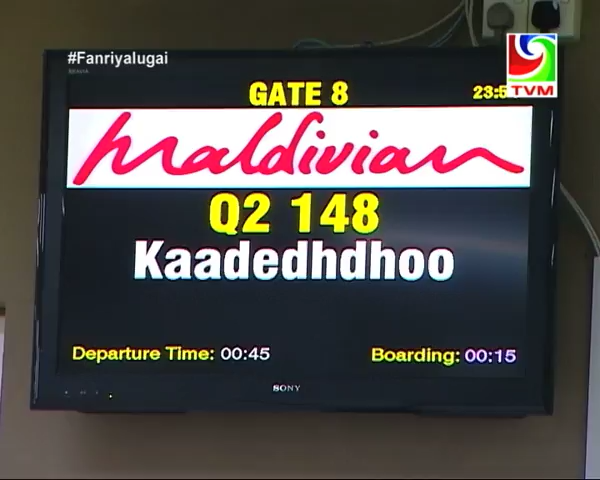 #Fanriyalugai
GATE 8
TVM
maldivian
Q2 148
Kaadedhdhoo
Departure Time: 00:45 Boarding: 00:15
SONY